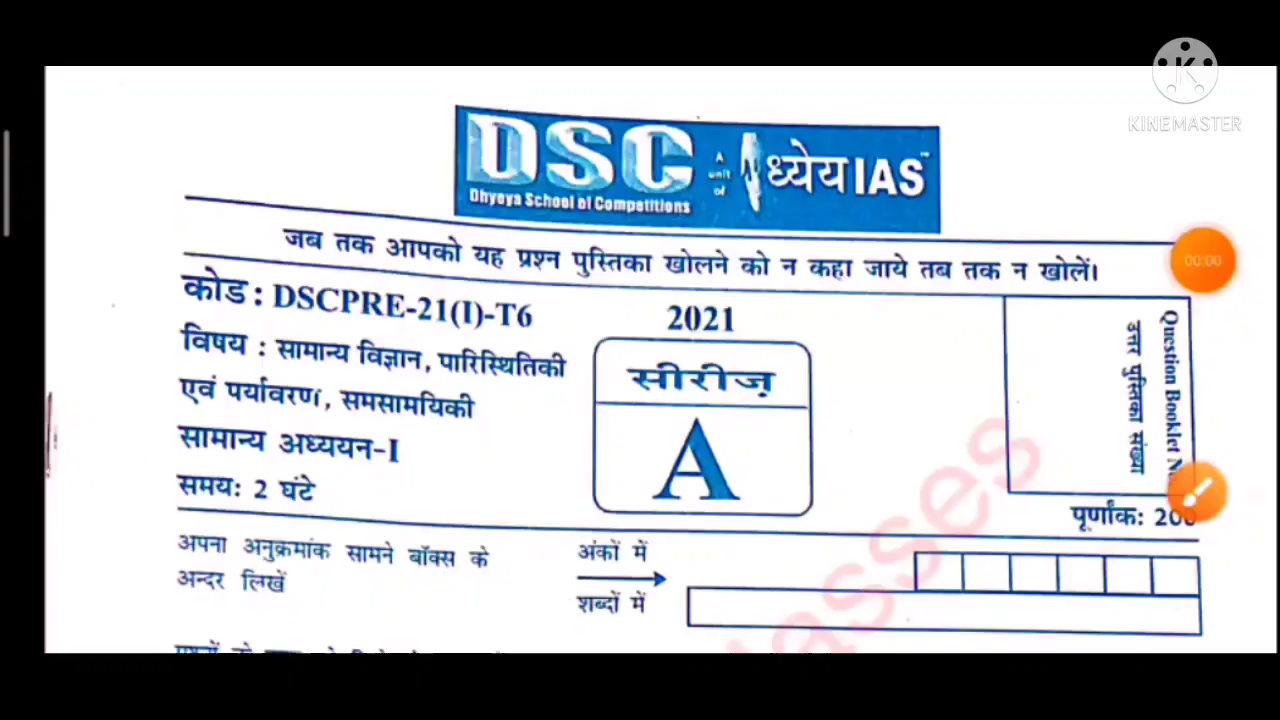 KINEMASTER
DSC
A unit of
ध्येय IAS
Dhyeya School of Competitions
जब तक आपको यह प्रश्न पुस्तिका खोलने को न कहा जाये तब तक न खोलें।
00:00
कोड : DSCPRE-21(I)-T6
2021
विषय : सामान्य विज्ञान, पारिस्थितिकी
एवं पर्यावरण, समसामयिकी
सामान्य अध्ययन-I
समय: 2 घंटे
सीरीज़
A
Question Booklet
उत्तर पुस्तिका संख्या
पूर्णांक: 200
अपना अनुक्रमांक सामने बॉक्स के
अन्दर लिखें
अंकों में
शब्दों में